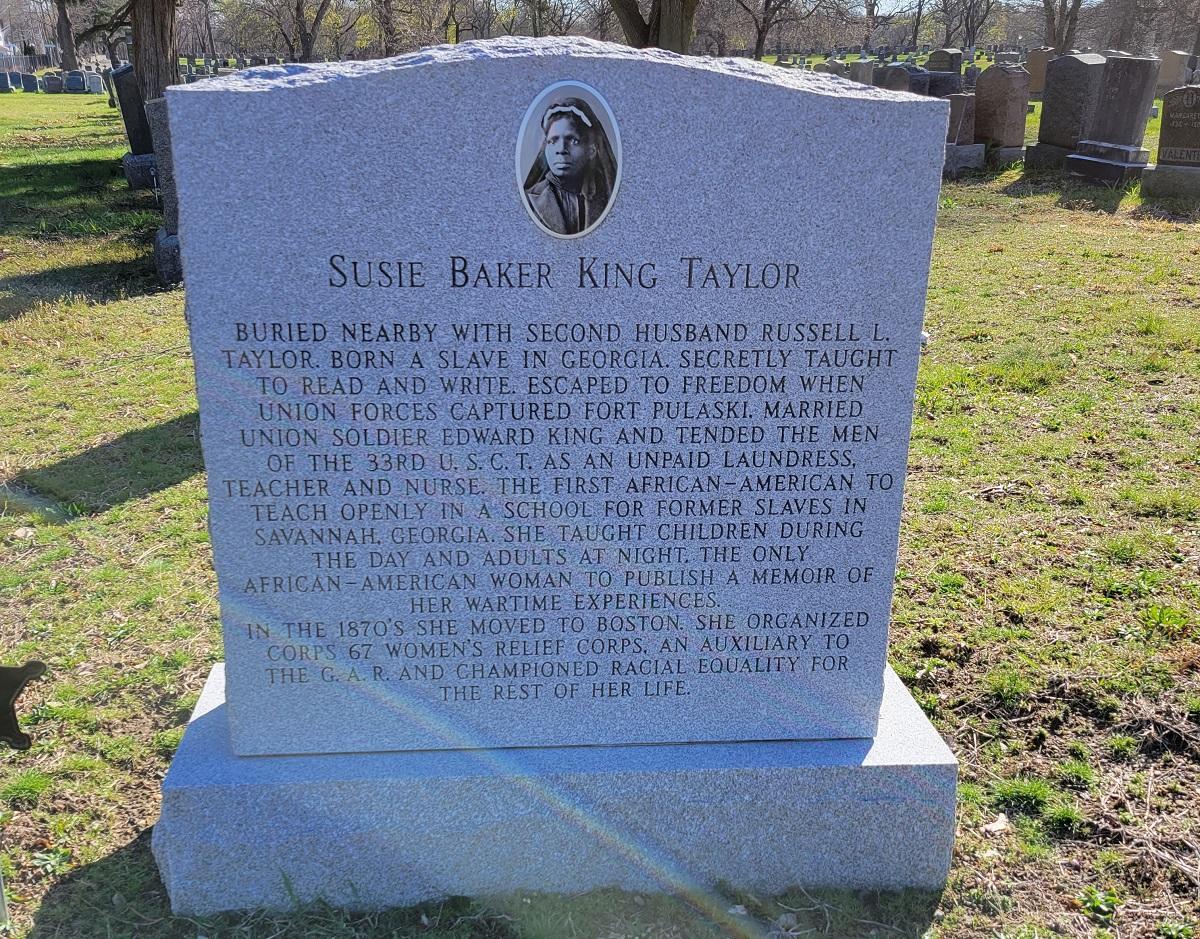 SUSIE BAKER KING TAYLOR
BURIED NEARBY WITH SECOND HUSBAND RUSSELL L.
TAYLOR. BORN A SLAVE IN GEORGIA. SECRETLY TAUGHT
TO READ AND WRITE. ESCAPED TO FREEDOM WHEN
UNION FORCES CAPTURED FORT PULASKI. MARRIED
UNION SOLDIER EDWARD KING AND TENDED THE MEN
OF THE 33RD U. S. C. T. AS AN UNPAID LAUNDRESS,
TEACHER AND NURSE. THE FIRST AFRICAN-AMERICAN TO
TEACH OPENLY IN A SCHOOL FOR FORMER SLAVES IN
SAVANNAH, GEORGIA. SHE TAUGHT CHILDREN DURING
THE DAY AND ADULTS AT NIGHT. THE ONLY
AFRICAN-AMERICAN WOMAN TO PUBLISH A MEMOIR OF
HER WARTIME EXPERIENCES.
IN THE 1870'S SHE MOVED TO BOSTON. SHE ORGANIZED
CORPS 67 WOMEN'S RELIEF CORPS, AN AUXILIARY TO
THE G. A. R. AND CHAMPIONED RACIAL EQUALITY FOR
THE REST OF HER LIFE.
MARGARET